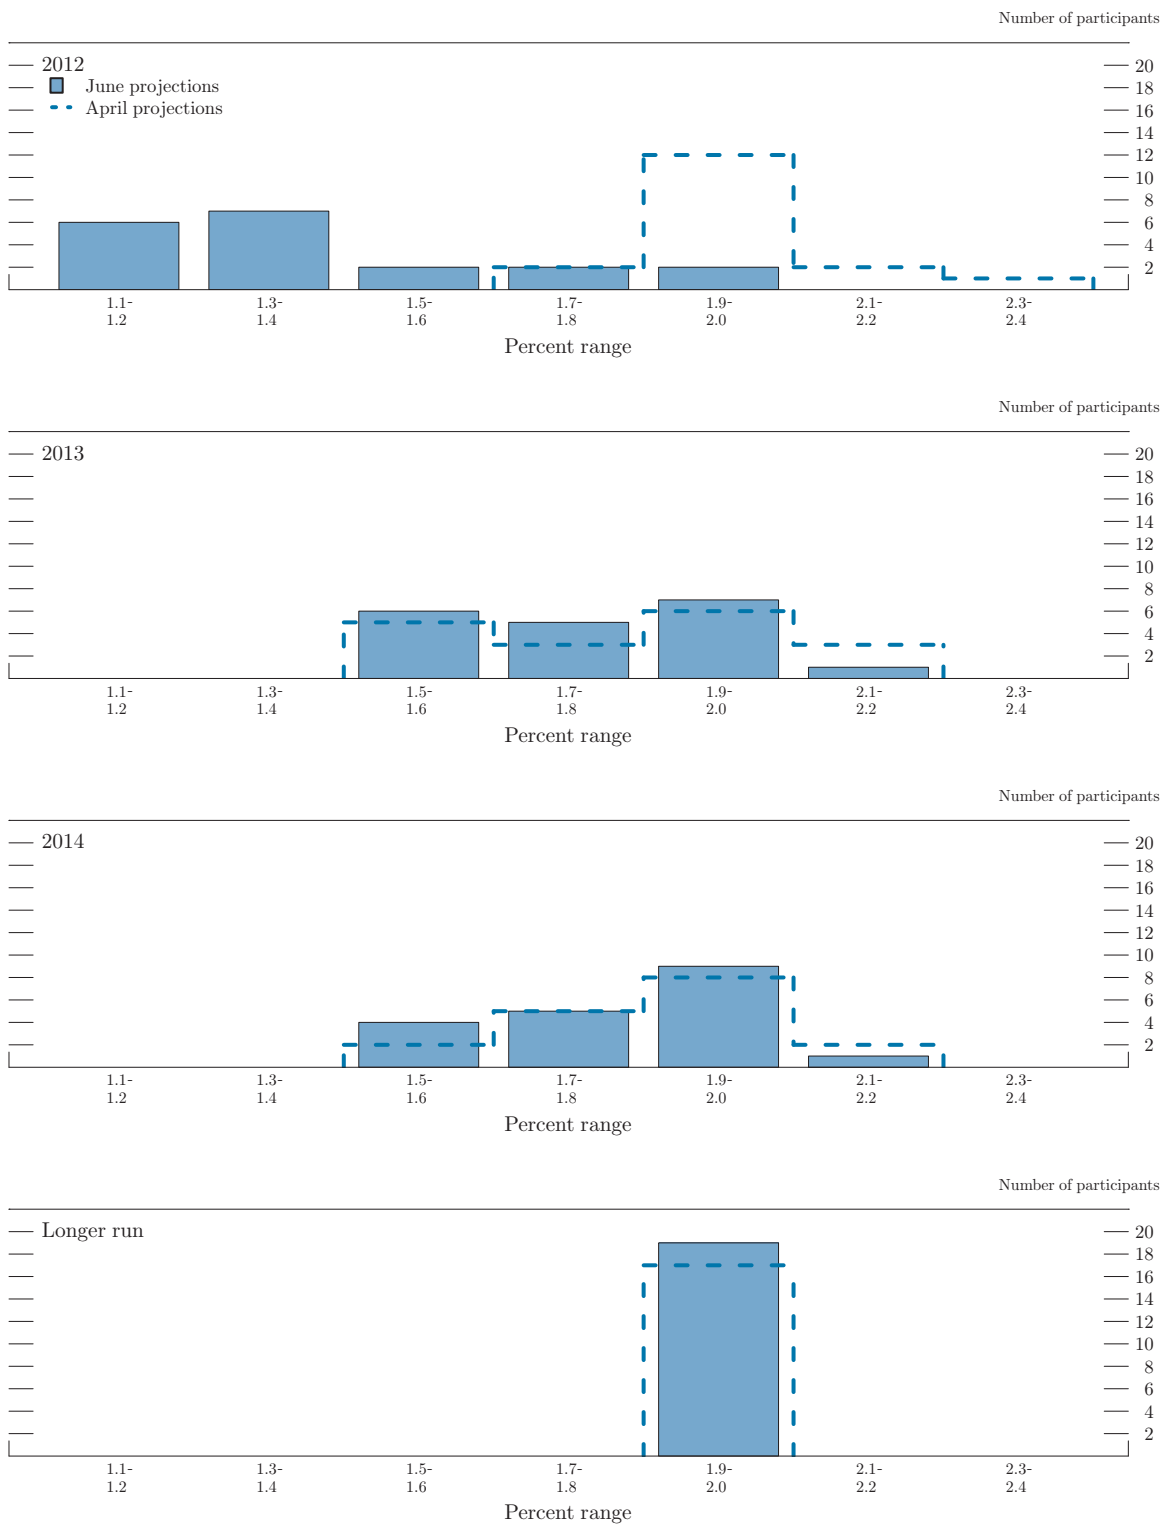 Number of participants
2012
June projections
April projections
20
18
16
14
12
10
8
6
4
2
1.1- 1.3- 1.5- 1.7- 1.9- 2.1- 2.3-
1.2 1.4 1.6 1.8 2.0 2.2 2.4
Percent range
Number of participants
2013
20
18
16
14
12
10
8
6
4
2
1.1- 1.3- 1.5- 1.7- 1.9- 2.1- 2.3-
1.2 1.4 1.6 1.8 2.0 2.2 2.4
Percent range
Number of participants
2014
20
18
16
14
12
10
8
6
4
2
1.1- 1.3- 1.5- 1.7- 1.9- 2.1- 2.3-
1.2 1.4 1.6 1.8 2.0 2.2 2.4
Percent range
Number of participants
Longer run
20
18
16
14
12
10
8
6
4
2
1.1- 1.3- 1.5- 1.7- 1.9- 2.1- 2.3-
1.2 1.4 1.6 1.8 2.0 2.2 2.4
Percent range